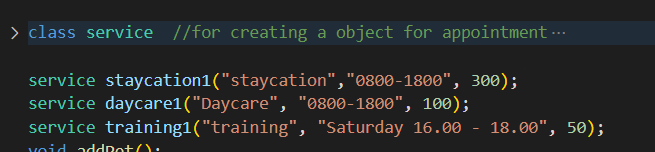 class service  //for creating a object for appointment…
service staycation1("staycation","0800-1800", 300);
service daycare1("Daycare", "0800-1800", 100);
service training1("training", "Saturday 16.00 - 18.00", 50);
void addPet();